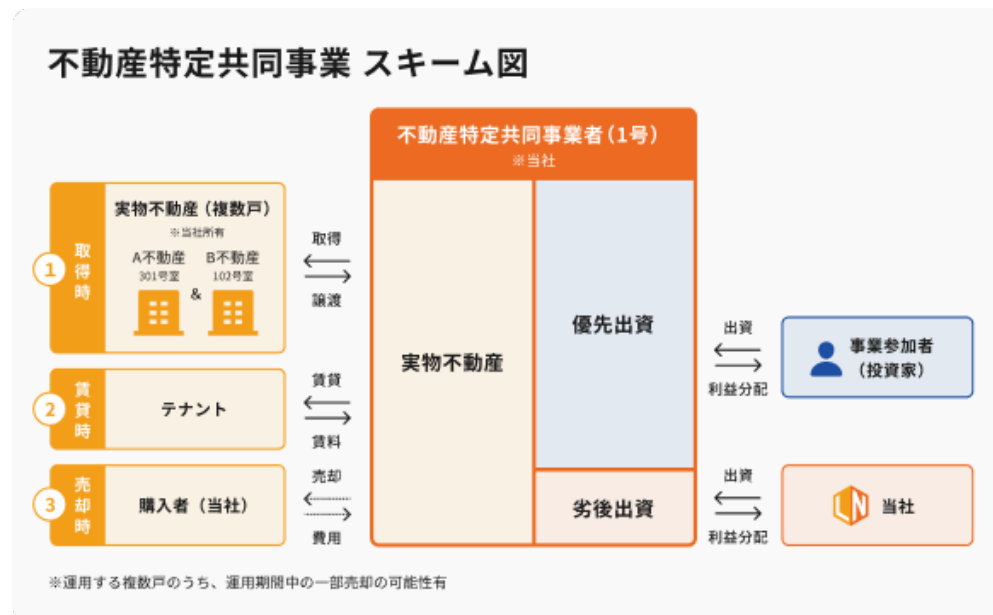 不動産特定共同事業 スキーム図
不動産特定共同事業者（1号）
※当社
1
取得時
実物不動産（複数戸）
※当社所有
A不動産
301号室
&
B不動産
102号室
取得
譲渡
2
賃貸時
テナント
賃貸
賃料
3
売却時
購入者（当社）
売却
費用
実物不動産
優先出資
劣後出資
出資
利益分配
事業参加者
（投資家）
出資
利益分配
LN
当社
※運用する複数戸のうち、運用期間中の一部売却の可能性有